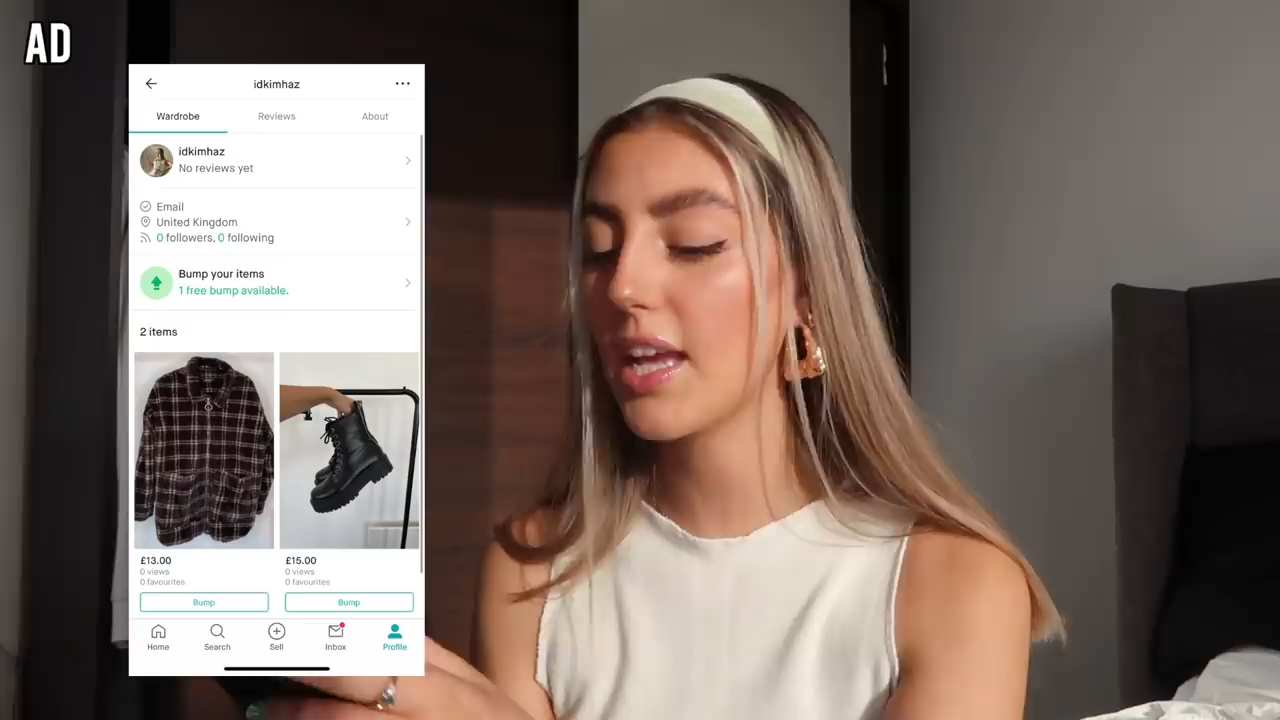 AD
idkimhaz
Wardrobe Reviews About
idkimhaz
No reviews yet
Email
United Kingdom
0 followers, 0 following
Bump your items
1 free bump available.
2 items
£13.00 £15.00
0 views 0 views
0 favourites 0 favourites
Bump Bump
Home Search Sell Inbox Profile